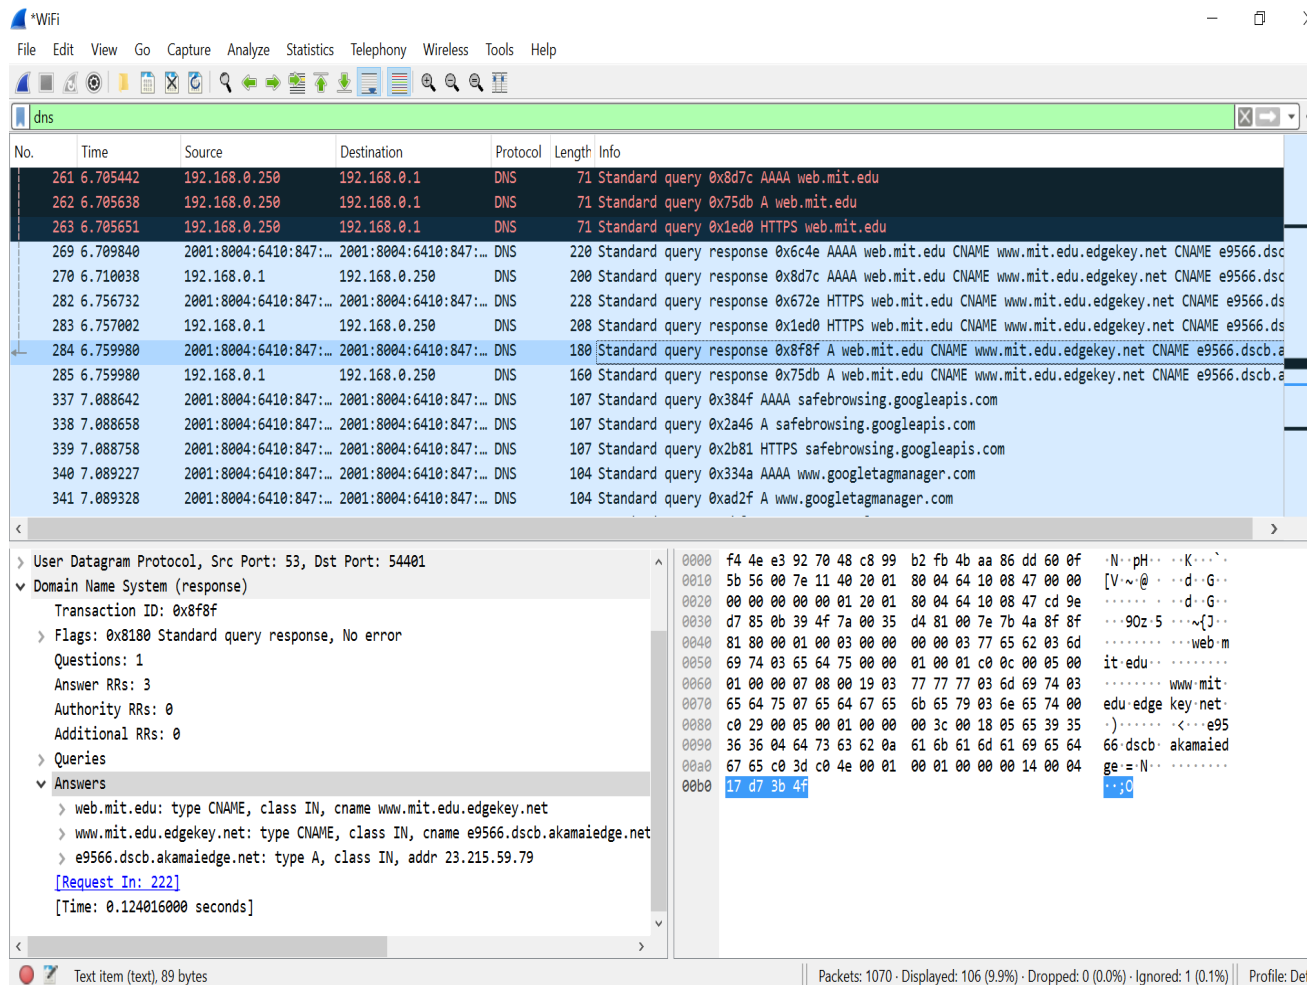 *WiFi
File Edit View Go Capture Analyze Statistics Telephony Wireless Tools Help
dns
No. Time Source Destination Protocol Length Info
261 6.705442 192.168.0.250 192.168.0.1 DNS 71 Standard query 0x8d7c AAAA web.mit.edu
262 6.705638 192.168.0.250 192.168.0.1 DNS 71 Standard query 0x75db A web.mit.edu
263 6.705651 192.168.0.250 192.168.0.1 DNS 71 Standard query 0x1ed0 HTTPS web.mit.edu
269 6.709840 2001:8004:6410:847:… 2001:8004:6410:847:… DNS 220 Standard query response 0x6c4e AAAA web.mit.edu CNAME www.mit.edu.edgekey.net CNAME e9566.dsc
270 6.710038 192.168.0.1 192.168.0.250 DNS 200 Standard query response 0x8d7c AAAA web.mit.edu CNAME www.mit.edu.edgekey.net CNAME e9566.dsc
282 6.756732 2001:8004:6410:847:… 2001:8004:6410:847:… DNS 228 Standard query response 0x672e HTTPS web.mit.edu CNAME www.mit.edu.edgekey.net CNAME e9566.ds
283 6.757002 192.168.0.1 192.168.0.250 DNS 208 Standard query response 0x1ed0 HTTPS web.mit.edu CNAME www.mit.edu.edgekey.net CNAME e9566.ds
284 6.759980 2001:8004:6410:847:… 2001:8004:6410:847:… DNS 180 Standard query response 0x8f8f A web.mit.edu CNAME www.mit.edu.edgekey.net CNAME e9566.dscb.a
285 6.759980 192.168.0.1 192.168.0.250 DNS 160 Standard query response 0x75db A web.mit.edu CNAME www.mit.edu.edgekey.net CNAME e9566.dscb.a
337 7.088642 2001:8004:6410:847:… 2001:8004:6410:847:… DNS 107 Standard query 0x384f AAAA safebrowsing.googleapis.com
338 7.088658 2001:8004:6410:847:… 2001:8004:6410:847:… DNS 107 Standard query 0x2a46 A safebrowsing.googleapis.com
339 7.088758 2001:8004:6410:847:… 2001:8004:6410:847:… DNS 107 Standard query 0x2b81 HTTPS safebrowsing.googleapis.com
340 7.089227 2001:8004:6410:847:… 2001:8004:6410:847:… DNS 104 Standard query 0x334a AAAA www.googletagmanager.com
341 7.089328 2001:8004:6410:847:… 2001:8004:6410:847:… DNS 104 Standard query 0xad2f A www.googletagmanager.com
User Datagram Protocol, Src Port: 53, Dst Port: 54401
Domain Name System (response)
Transaction ID: 0x8f8f
Flags: 0x8180 Standard query response, No error
Questions: 1
Answer RRs: 3
Authority RRs: 0
Additional RRs: 0
Queries
Answers
web.mit.edu: type CNAME, class IN, cname www.mit.edu.edgekey.net
www.mit.edu.edgekey.net: type CNAME, class IN, cname e9566.dscb.akamaiedge.net
e9566.dscb.akamaiedge.net: type A, class IN, addr 23.215.59.79
[Request In: 222]
[Time: 0.124016000 seconds]
0000 f4 4e e3 92 70 48 c8 99 b2 fb 4b aa 86 dd 60 0f ·N··pH·· ··K···`·
0010 5b 56 00 7e 11 40 20 01 80 04 64 10 08 47 00 00 [V·~·@ · ··d··G··
0020 00 00 00 00 00 01 20 01 80 04 64 10 08 47 cd 9e ······ · ··d··G··
0030 d7 85 0b 39 4f 7a 00 35 d4 81 00 7e 7b 4a 8f 8f ···9Oz·5 ···~{J··
0040 81 80 00 01 00 03 00 00 00 00 03 77 65 62 03 6d ········ ···web·m
0050 69 74 03 65 64 75 00 00 01 00 01 c0 0c 00 05 00 it·edu·· ········
0060 01 00 00 07 08 00 19 03 77 77 77 03 6d 69 74 03 ········ www·mit·
0070 65 64 75 07 65 64 67 65 6b 65 79 03 6e 65 74 00 edu·edge key·net·
0080 c0 29 00 05 00 01 00 00 00 3c 00 18 05 65 39 35 ·)······ ·<···e95
0090 36 36 04 64 73 63 62 0a 61 6b 61 6d 61 69 65 64 66·dscb· akamaied
00a0 67 65 c0 3d c0 4e 00 01 00 01 00 00 00 14 00 04 ge·=·N·· ········
00b0 17 d7 3b 4f ··;O
Text item (text), 89 bytes
Packets: 1070 · Displayed: 106 (9.9%) · Dropped: 0 (0.0%) · Ignored: 1 (0.1%)
Profile: Def